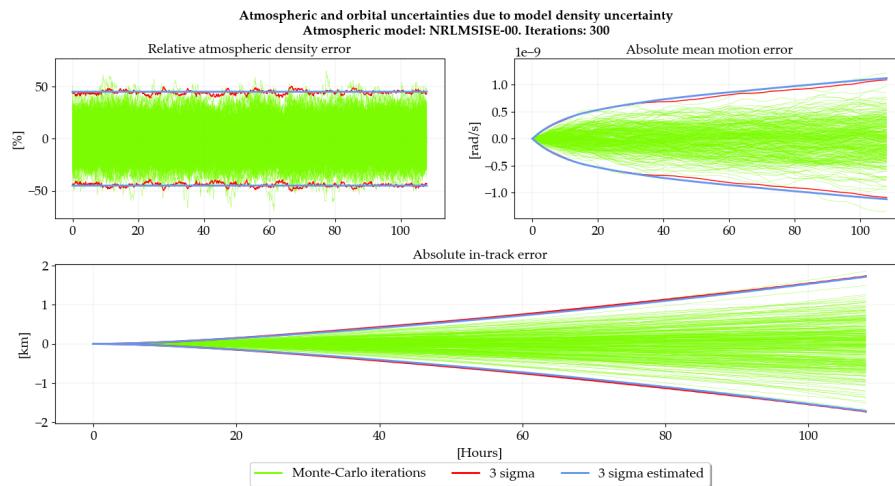 Atmospheric and orbital uncertainties due to model density uncertainty
Atmospheric model: NRLMSISE-00. Iterations: 300
Relative atmospheric density error
[%]
50
0
−50
0 20 40 60 80 100
1e−9
Absolute mean motion error
[rad/s]
1.0
0.5
0.0
−0.5
−1.0
0 20 40 60 80 100
Absolute in-track error
[km]
2
1
0
−1
−2
0 20 40 60 80 100
[Hours]
Monte-Carlo iterations 3 sigma 3 sigma estimated